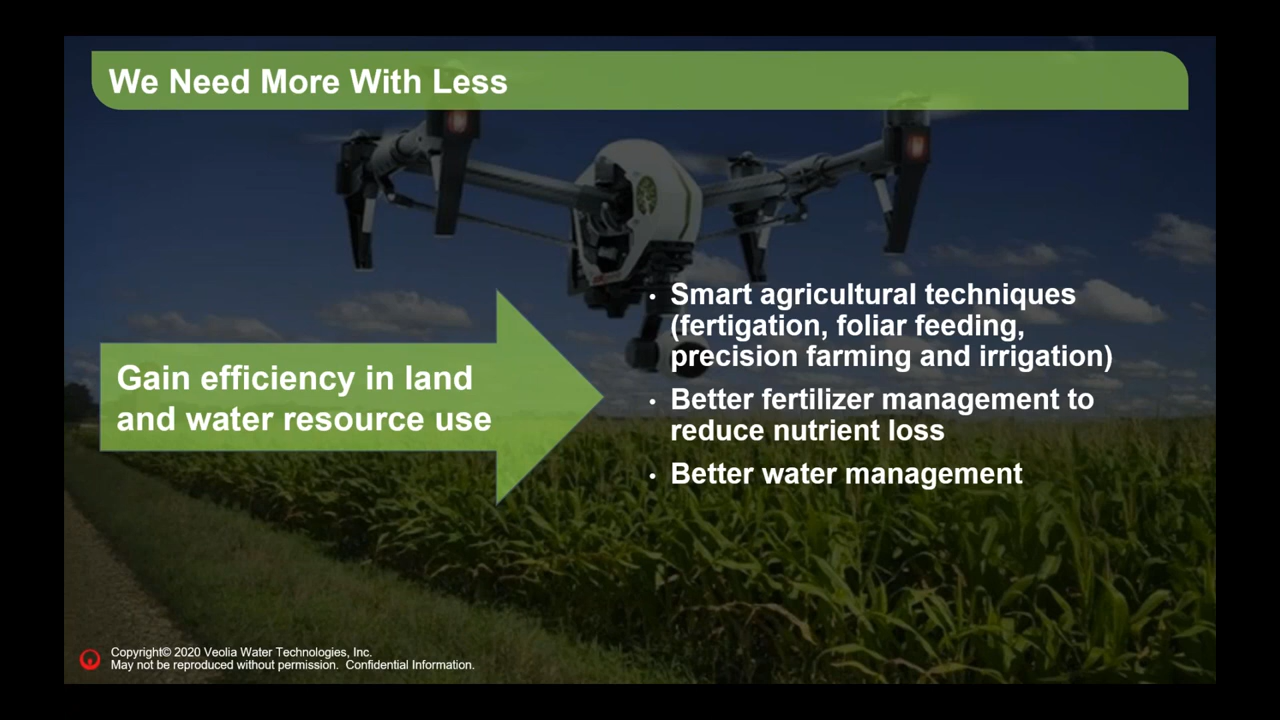 We Need More With Less
Gain efficiency in land
and water resource use
• Smart agricultural techniques
(fertigation, foliar feeding,
precision farming and irrigation)
• Better fertilizer management to
reduce nutrient loss
• Better water management
Copyright© 2020 Veolia Water Technologies, Inc.
May not be reproduced without permission.  Confidential Information.